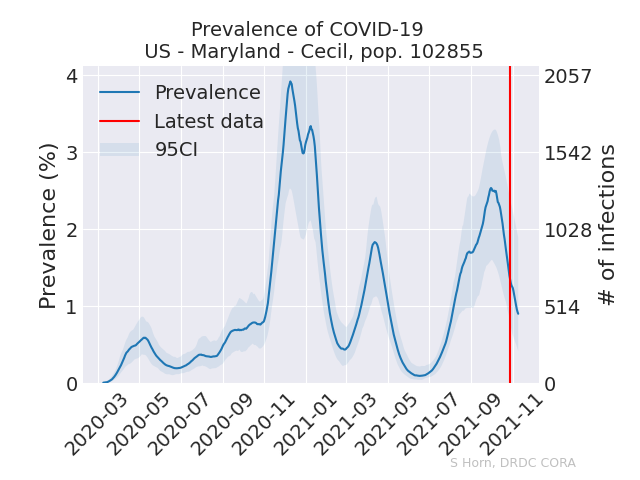 Prevalence of COVID-19
US - Maryland - Cecil, pop. 102855
Prevalence
Latest data
95CI
Prevalence (%)
4
3
2
1
0
2057
1542
1028
514
0
# of infections
2020-03
2020-05
2020-07
2020-09
2020-11
2021-01
2021-03
2021-05
2021-07
2021-09
2021-11
S Horn, DRDC CORA